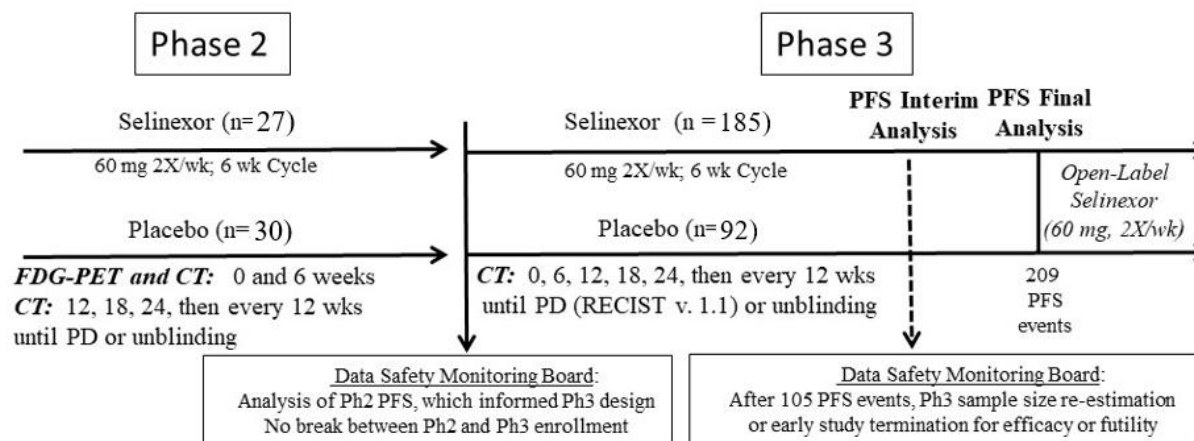 Phase 2
Phase 3
Selinexor (n=27)
60 mg 2X/wk; 6 wk Cycle
Placebo (n=30)
FDG-PET and CT: 0 and 6 weeks
CT: 12, 18, 24, then every 12 wks
until PD or unblinding
Selinexor (n =185)
60 mg 2X/wk; 6 wk Cycle
Placebo (n=92)
CT: 0, 6, 12, 18, 24, then every 12 wks
until PD (RECIST v. 1.1) or unblinding
PFS Interim
Analysis
PFS Final
Analysis
Open-Label
Selinexor
(60 mg, 2X/wk)
209
PFS
events
Data Safety Monitoring Board:
Analysis of Ph2 PFS, which informed Ph3 design
No break between Ph2 and Ph3 enrollment
Data Safety Monitoring Board:
After 105 PFS events, Ph3 sample size re-estimation
or early study termination for efficacy or futility